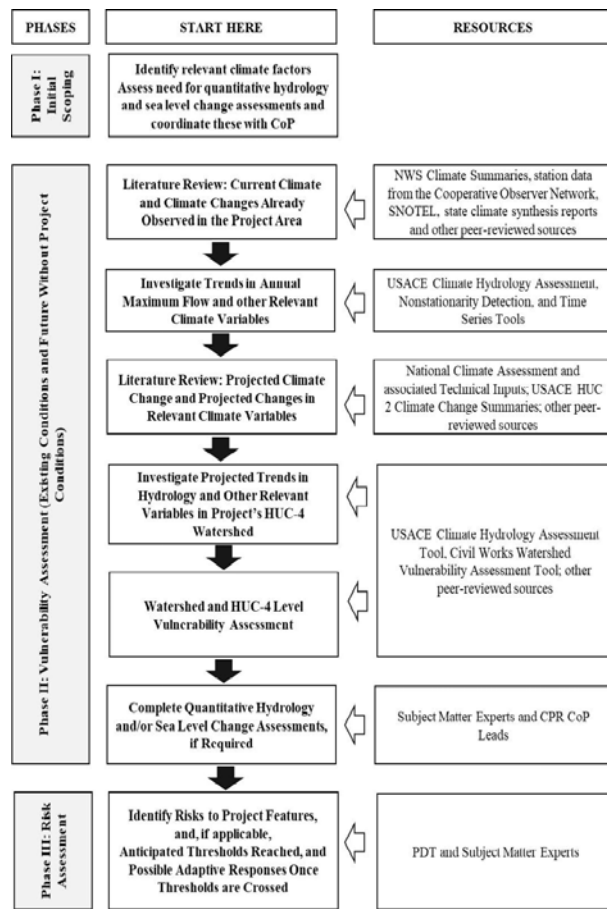 PHASES
START HERE
RESOURCES
Phase I:
Initial
Scoping
Identify relevant climate factors
Assess need for quantitative hydrology
and sea level change assessments and
coordinate these with CoP
Phase II: Vulnerability Assessment (Existing Conditions and Future Without Project
Conditions)
Literature Review: Current Climate
and Climate Changes Already
Observed in the Project Area
NWS Climate Summaries, station data
from the Cooperative Observer Network,
SNOTEL, state climate synthesis reports
and other peer-reviewed sources
Investigate Trends in Annual
Maximum Flow and other Relevant
Climate Variables
USACE Climate Hydrology Assessment,
Nonstationarity Detection, and Time
Series Tools
Literature Review: Projected Climate
Change and Projected Changes in
Relevant Climate Variables
National Climate Assessment and
associated Technical Inputs; USACE HUC
2 Climate Change Summaries; other peer-
reviewed sources
Investigate Projected Trends in
Hydrology and Other Relevant
Variables in Project's HUC-4
Watershed
Watershed and HUC-4 Level
Vulnerability Assessment
USACE Climate Hydrology Assessment
Tool, Civil Works Watershed
Vulnerability Assessment Tool; other
peer-reviewed sources
Complete Quantitative Hydrology
and/or Sea Level Change Assessments,
if Required
Subject Matter Experts and CPR CoP
Leads
Phase III: Risk
Assessment
Identify Risks to Project Features,
and, if applicable,
Anticipated Thresholds Reached, and
Possible Adaptive Responses Once
Thresholds are Crossed
PDT and Subject Matter Experts